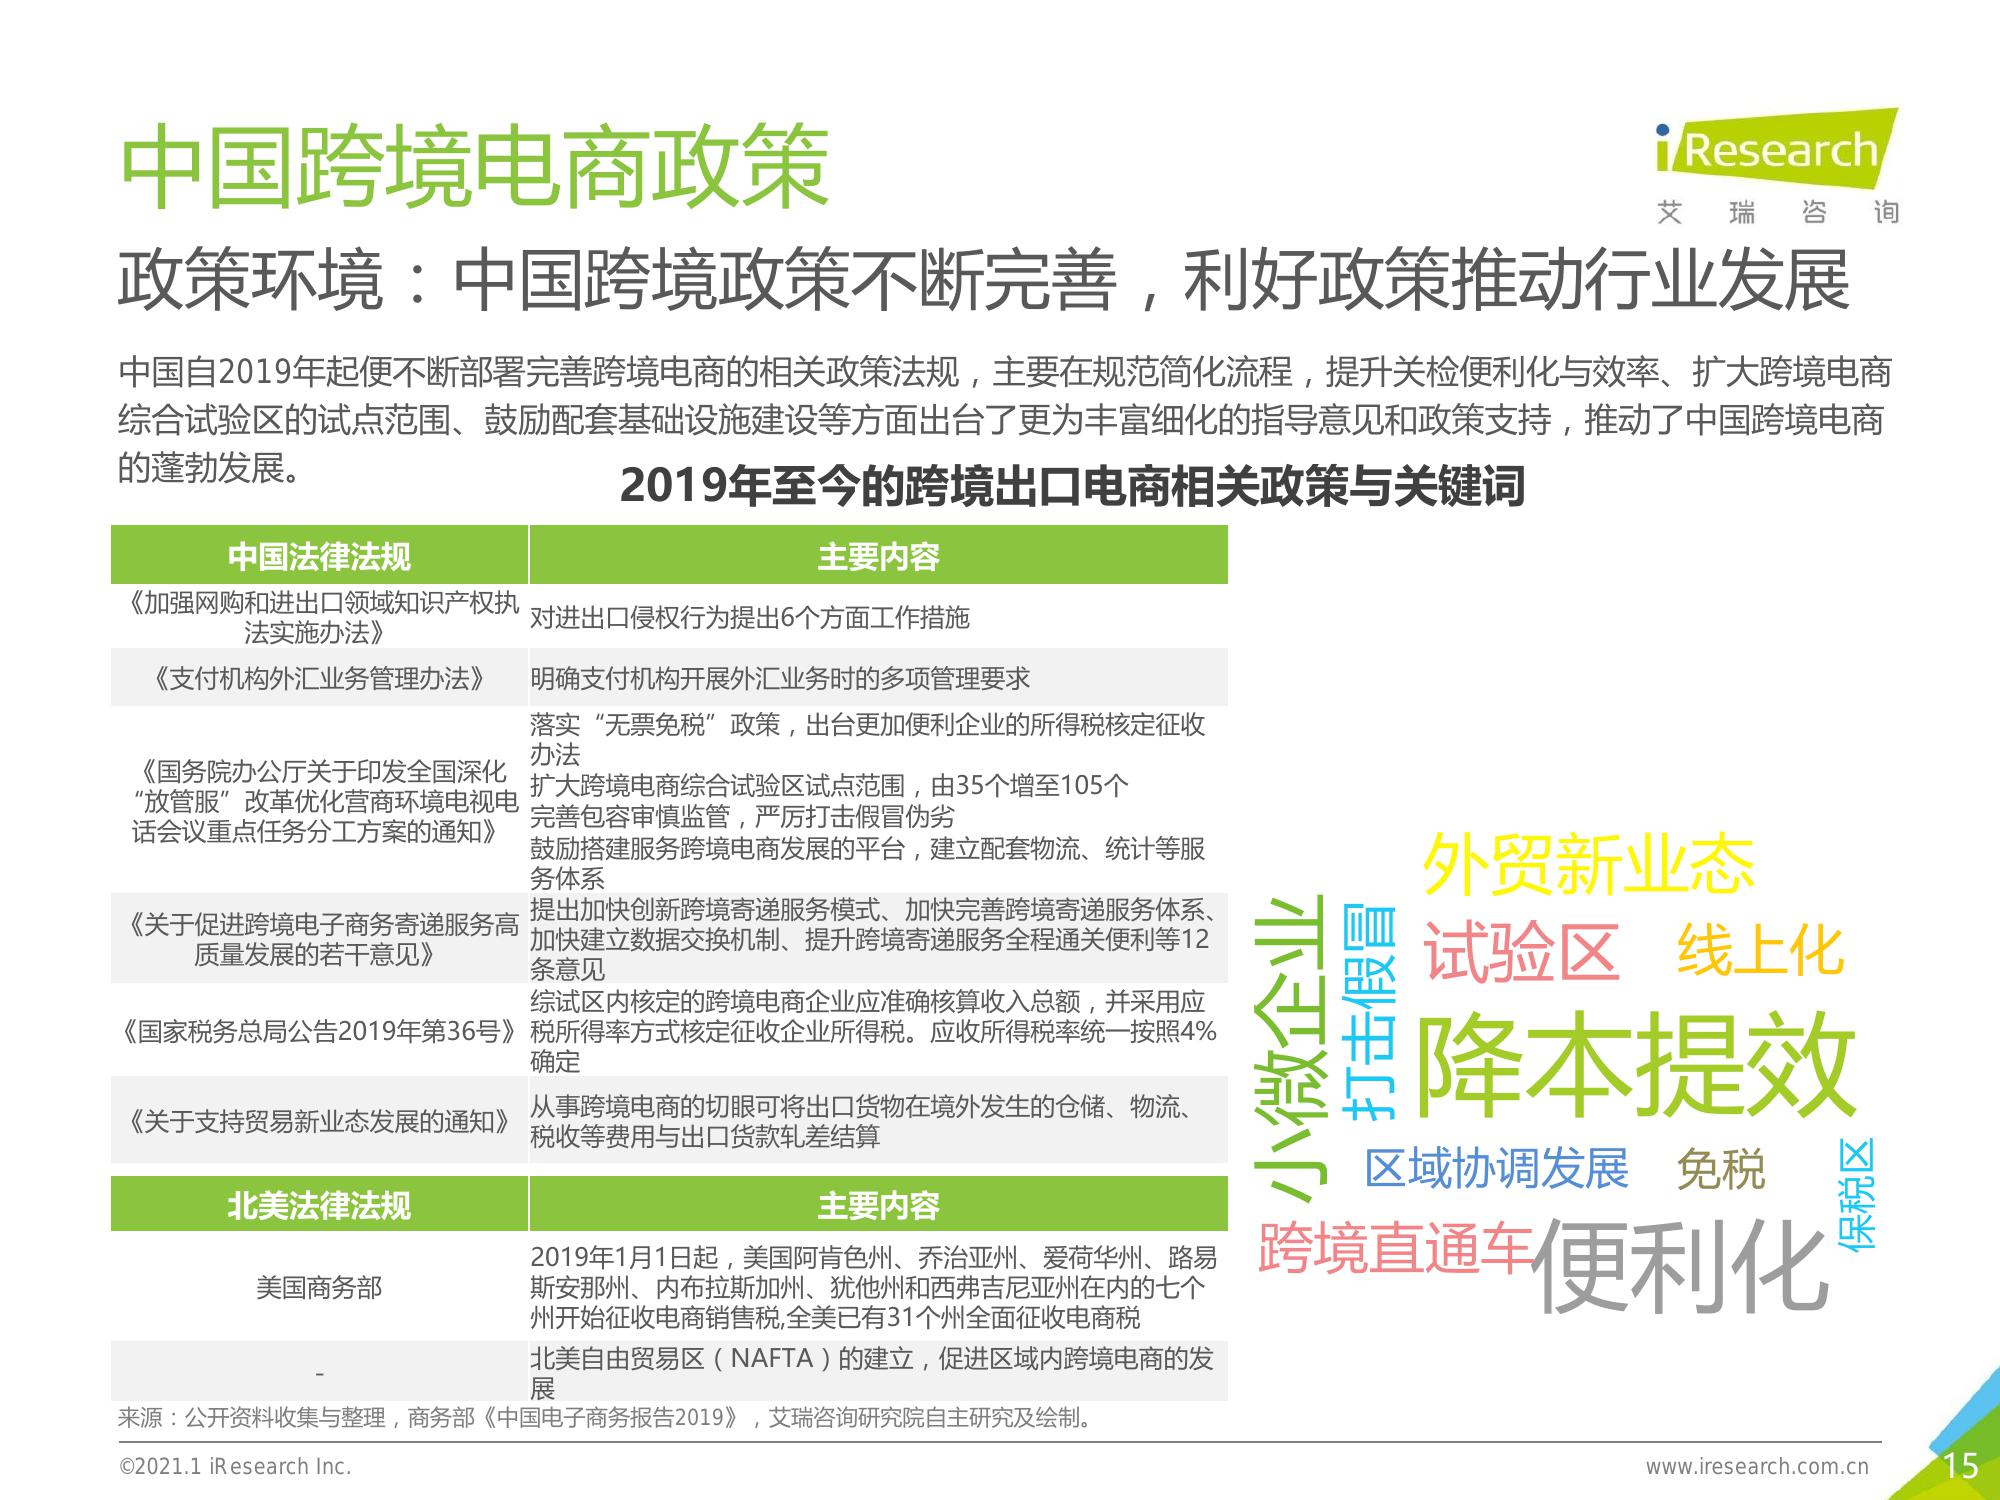 中国跨境电商政策
iResearch
艾瑞咨询
政策环境：中国跨境政策不断完善，利好政策推动行业发展
中国自2019年起便不断部署完善跨境电商的相关政策法规，主要在规范简化流程，提升关检便利化与效率、扩大跨境电商
综合试验区的试点范围、鼓励配套基础设施建设等方面出台了更为丰富细化的指导意见和政策支持，推动了中国跨境电商
的蓬勃发展。
2019年至今的跨境出口电商相关政策与关键词
中国法律法规
主要内容
《加强网购和进出口领域知识产权执
法实施办法》
对进出口侵权行为提出6个方面工作措施
《支付机构外汇业务管理办法》
明确支付机构开展外汇业务时的多项管理要求
《国务院办公厅关于印发全国深化
“放管服”改革优化营商环境电视电
话会议重点任务分工方案的通知》
落实“无票免税”政策，出台更加便利企业的所得税核定征收
办法
扩大跨境电商综合试验区试点范围，由35个增至105个
完善包容审慎监管，严厉打击假冒伪劣
鼓励搭建服务跨境电商发展的平台，建立配套物流、统计等服
务体系
《关于促进跨境电子商务寄递服务高
质量发展的若干意见》
提出加快创新跨境寄递服务模式、加快完善跨境寄递服务体系、
加快建立数据交换机制、提升跨境寄递服务全程通关便利等12
条意见
《国家税务总局公告2019年第36号》
综试区内核定的跨境电商企业应准确核算收入总额，并采用应
税所得率方式核定征收企业所得税。应收所得税率统一按照4%
确定
《关于支持贸易新业态发展的通知》
从事跨境电商的切眼可将出口货物在境外发生的仓储、物流、
税收等费用与出口货款轧差结算
北美法律法规
主要内容
美国商务部
2019年1月1日起，美国阿肯色州、乔治亚州、爱荷华州、路易
斯安那州、内布拉斯加州、犹他州和西弗吉尼亚州在内的七个
州开始征收电商销售税,全美已有31个州全面征收电商税
-
北美自由贸易区（NAFTA）的建立，促进区域内跨境电商的发
展
外贸新业态
试验区
线上化
小微企业
打击假冒
降本提效
区域协调发展
免税
保税区
跨境直通车
便利化
来源：公开资料收集与整理，商务部《中国电子商务报告2019》，艾瑞咨询研究院自主研究及绘制。
©2021.1 iResearch Inc.
www.iresearch.com.cn
15